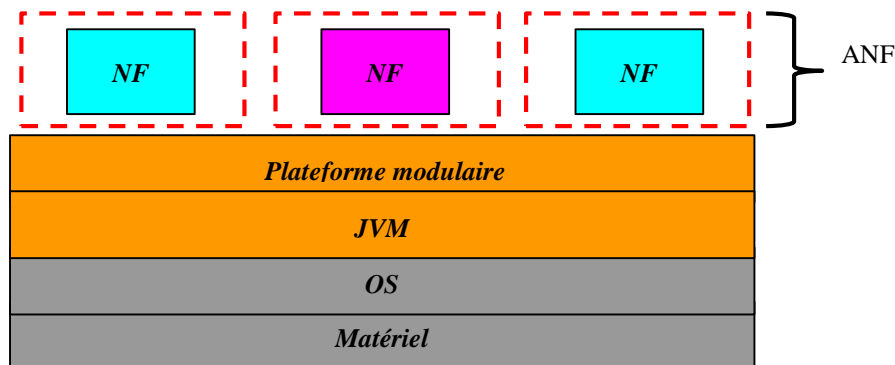 NF NF NF ANF
Plateforme modulaire
JVM
OS
Matériel